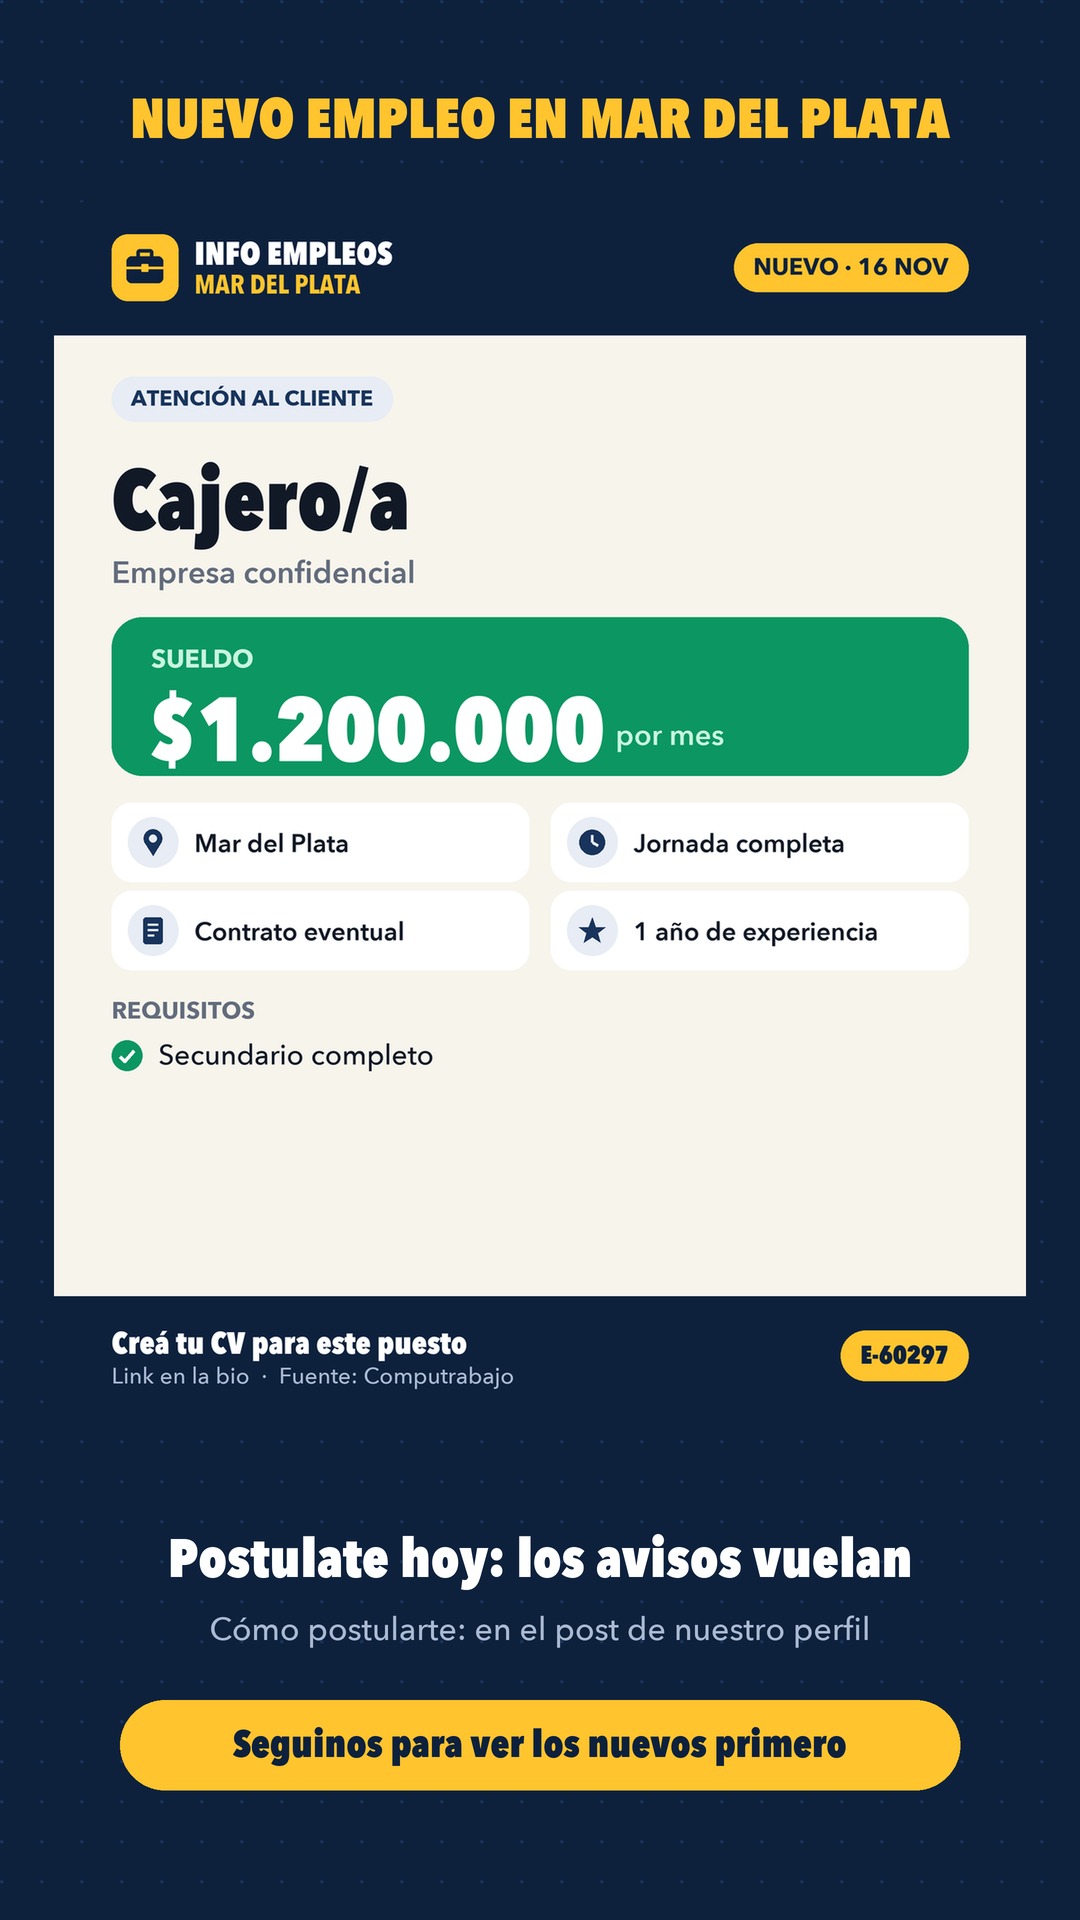 NUEVO EMPLEO EN MAR DEL PLATA
INFO EMPLEOS
MAR DEL PLATA
NUEVO · 16 NOV
ATENCIÓN AL CLIENTE
Cajero/a
Empresa confidencial
SUELDO
$1.200.000 por mes
Mar del Plata
Jornada completa
Contrato eventual
1 año de experiencia
REQUISITOS
Secundario completo
Creá tu CV para este puesto
Link en la bio · Fuente: Computrabajo
E-60297
Postulate hoy: los avisos vuelan
Cómo postularte: en el post de nuestro perfil
Seguinos para ver los nuevos primero